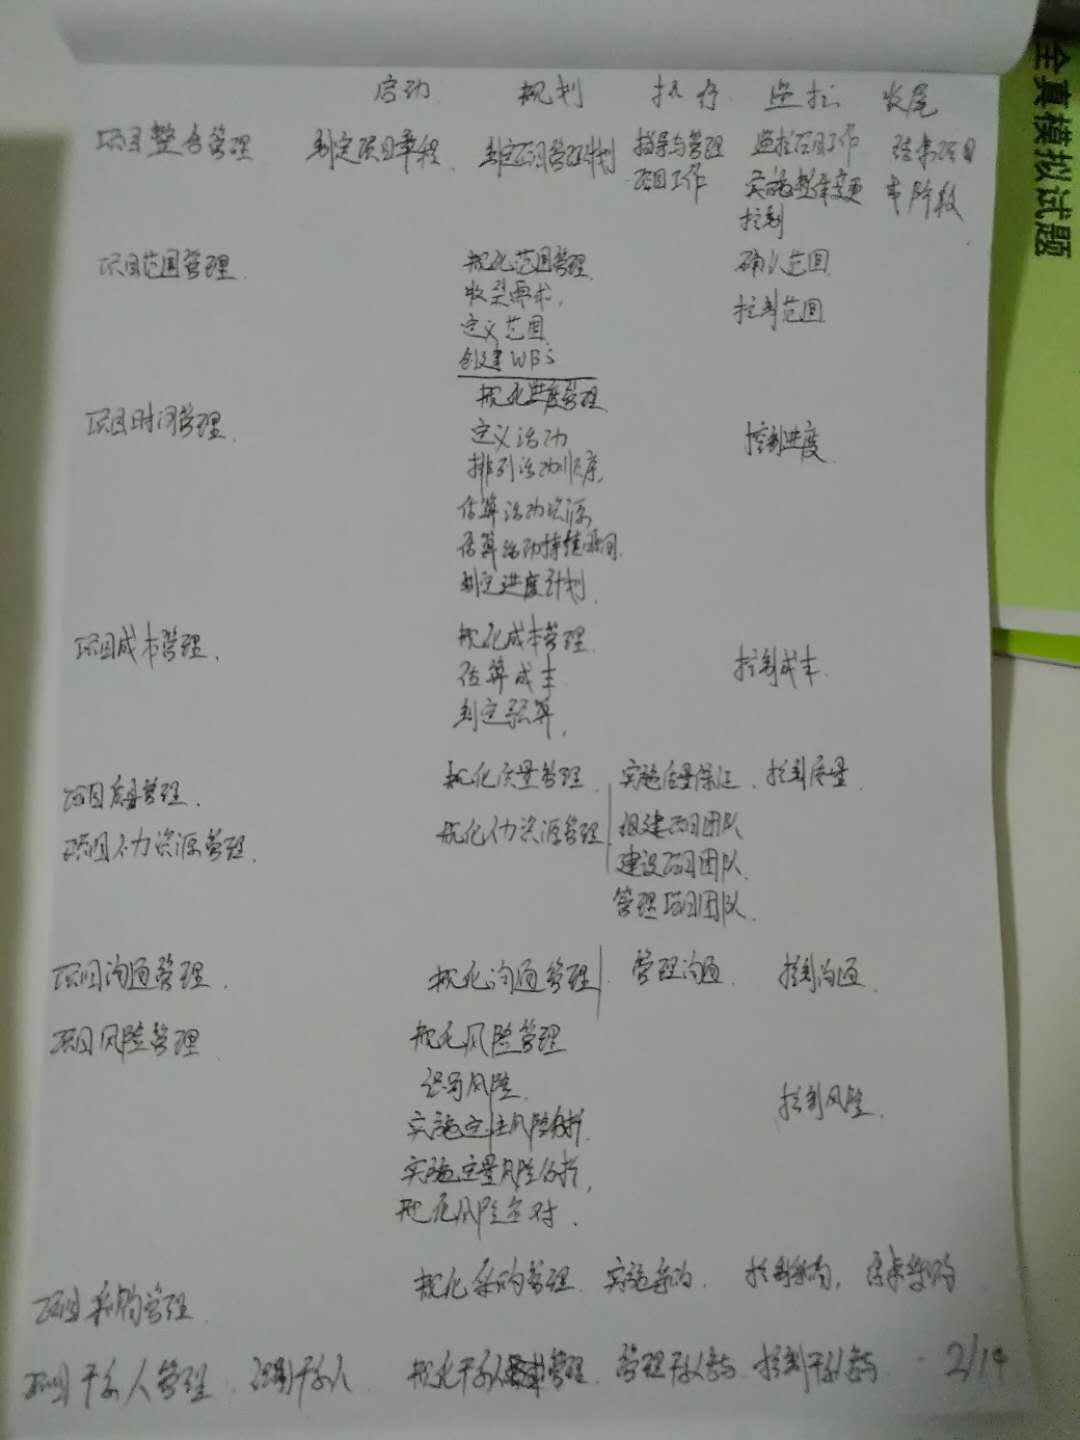 启动 规划 执行 监控 收尾
项目整合管理 制定项目章程、制定项目管理计划 指导与管理 监控项目工作 结束项目
项目工作 实施整体变更 或阶段
控制
项目范围管理 规化范围管理 确认范围
收集要求, 控制范围
定义范围
创建WBS
规化进度管理
项目时间管理. 定义活动 控制进度
排列活动顺序,
估算活动资源
估算活动持续时间.
制定进度计划.
项目成本管理. 规化成本管理. 控制成本.
估算成本
制定预算,
项目质量管理. 规化质量管理 实施质量保证. 控制质量.
项目人力资源管理. 规化人力资源管理 组建项目团队
建设项目团队.
管理项目团队.
项目沟通管理. 规化沟通管理 管理沟通. 控制沟通.
项目风险管理 规化风险管理
识别风险. 控制风险.
实施定性风险分析.
实施定量风险分析,
规化风险应对.
项目采购管理. 规化采购管理. 实施采购. 控制采购, 结束采购
项目干系人管理. 识别干系人 规化干系人管理. 管理干系人参与. 控制干系人参与 2/14
全真模拟试题